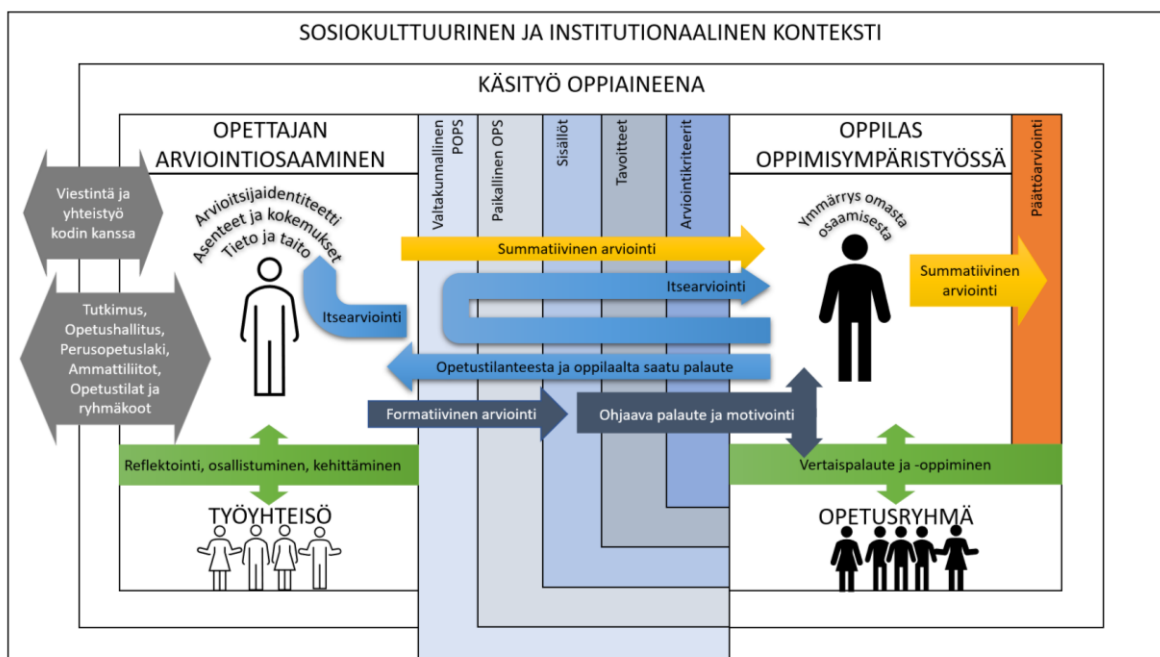 SOSIOKULTTUURINEN JA INSTITUTIONAALINEN KONTEKSTI
KÄSITYÖ OPPIAINEENA
OPETTAJAN
ARVIOINTIOSAAMINEN
Valtakunnallinen
POPS
Paikallinen OPS
Sisällöt
Tavoitteet
Arviointikriteerit
OPPILAS
OPPIMISYMPÄRISTYÖSSÄ
Päättöarviointi
Viestintä ja
yhteistyö
kodin kanssa
Arvioitsijaidentiteetti
Asenteet ja kokemukset
Tieto ja taito
Ymmärrys omasta
osaamisesta
Summatiivinen arviointi
Itsearviointi
Itsearviointi
Summatiivinen
arviointi
Tutkimus,
Opetushallitus,
Perusopetuslaki,
Ammattiliitot,
Opetustilat ja
ryhmäkoot
Opetustilanteesta ja oppilaalta saatu palaute
Formatiivinen arviointi
Ohjaava palaute ja motivointi
Reflektointi, osallistuminen, kehittäminen
Vertaispalaute ja -oppiminen
TYÖYHTEISÖ
OPETUSRYHMÄ